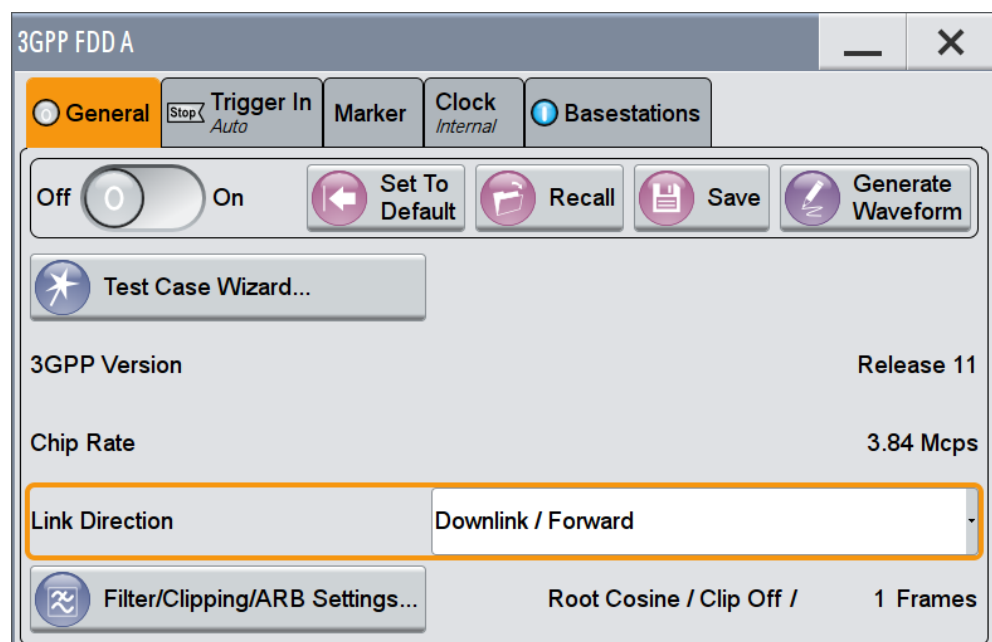 3GPP FDD A
General
Stop
Trigger In
Auto
Marker
Clock
Internal
Basestations
Off
0
On
Set To
Default
Recall
Save
Generate
Waveform
Test Case Wizard...
3GPP Version
Release 11
Chip Rate
3.84 Mcps
Link Direction
Downlink / Forward
Filter/Clipping/ARB Settings...
Root Cosine / Clip Off /
1 Frames